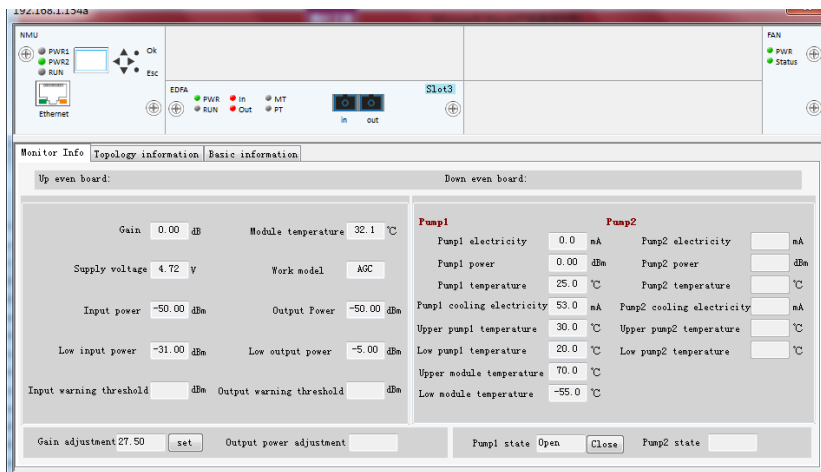 192.168.1.154a
NMU
PWR1
PWR2
RUN
Ok
Esc
Ethernet
EDFA
PWR In MT
RUN Out PT
in out
Slot3
FAN
PWR
Status
Monitor Info Topology information Basic information
Up even board: Down even board:
Gain 0.00 dB Module temperature 32.1 ℃
Supply voltage 4.72 V Work model AGC
Input power -50.00 dBm Output Power -50.00 dBm
Low input power -31.00 dBm Low output power -5.00 dBm
Input warning threshold dBm Output warning threshold dBm
Pump1 Pump2
Pump1 electricity 0.0 mA Pump2 electricity mA
Pump1 power 0.00 dBm Pump2 power dBm
Pump1 temperature 25.0 ℃ Pump2 temperature ℃
Pump1 cooling electricity 53.0 mA Pump2 cooling electricity mA
Upper pump1 temperature 30.0 ℃ Upper pump2 temperature ℃
Low pump1 temperature 20.0 ℃ Low pump2 temperature ℃
Upper module temperature 70.0 ℃
Low module temperature -55.0 ℃
Gain adjustment 27.50 set Output power adjustment Pump1 state Open Close Pump2 state